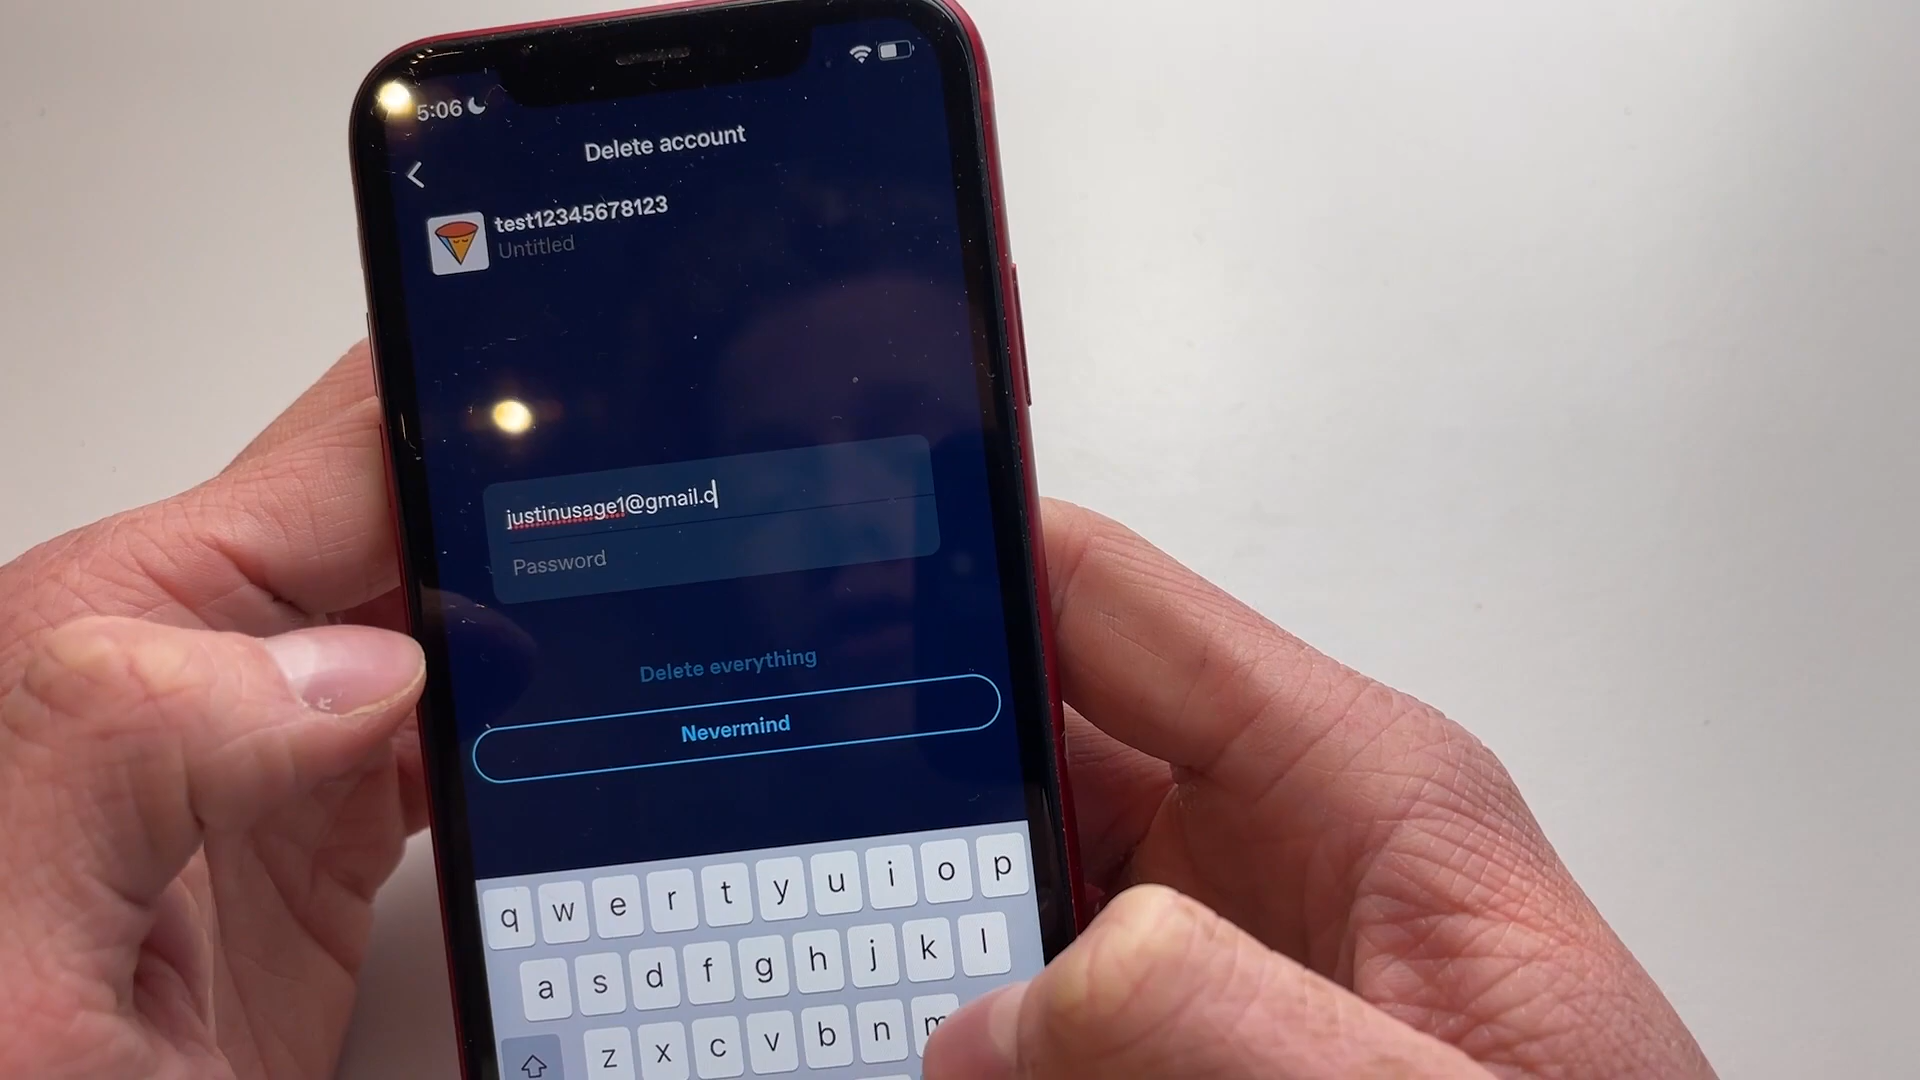 5:06
Delete account
test12345678123
Untitled
justinusage1@gmail.c
Password
Delete everything
Nevermind
q w e r t y u i o p
a s d f g h j k l
z x c v b n m